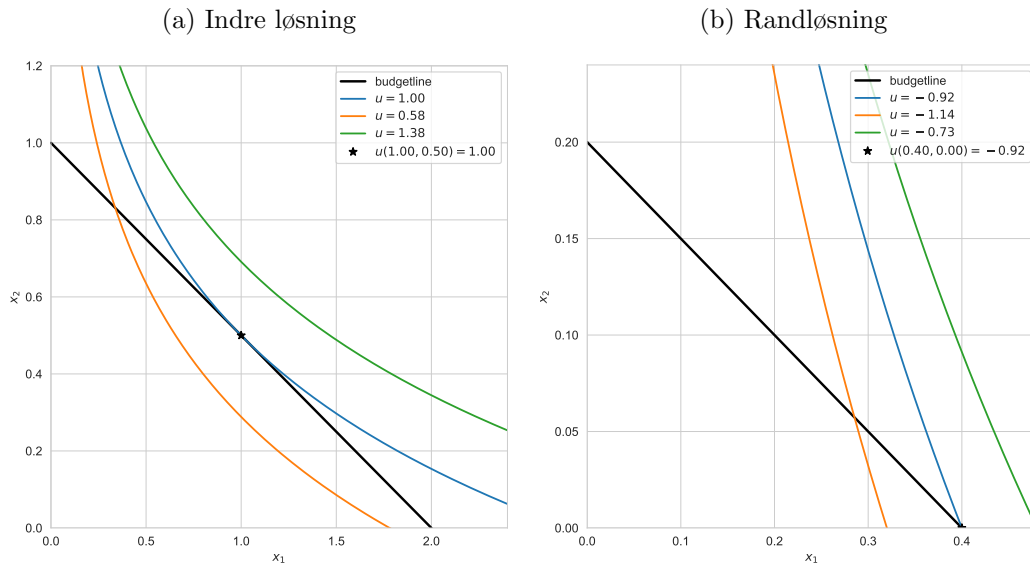 (a) Indre løsning
1.2
1.0
0.8
0.6
0.4
0.2
0.0
x₂
0.0 0.5 1.0 1.5 2.0
x₁
budgetline
u = 1.00
u = 0.58
u = 1.38
u(1.00, 0.50) = 1.00
(b) Randløsning
0.20
0.15
0.10
0.05
0.00
x₂
0.0 0.1 0.2 0.3 0.4
x₁
budgetline
u = −0.92
u = −1.14
u = −0.73
u(0.40, 0.00) = −0.92